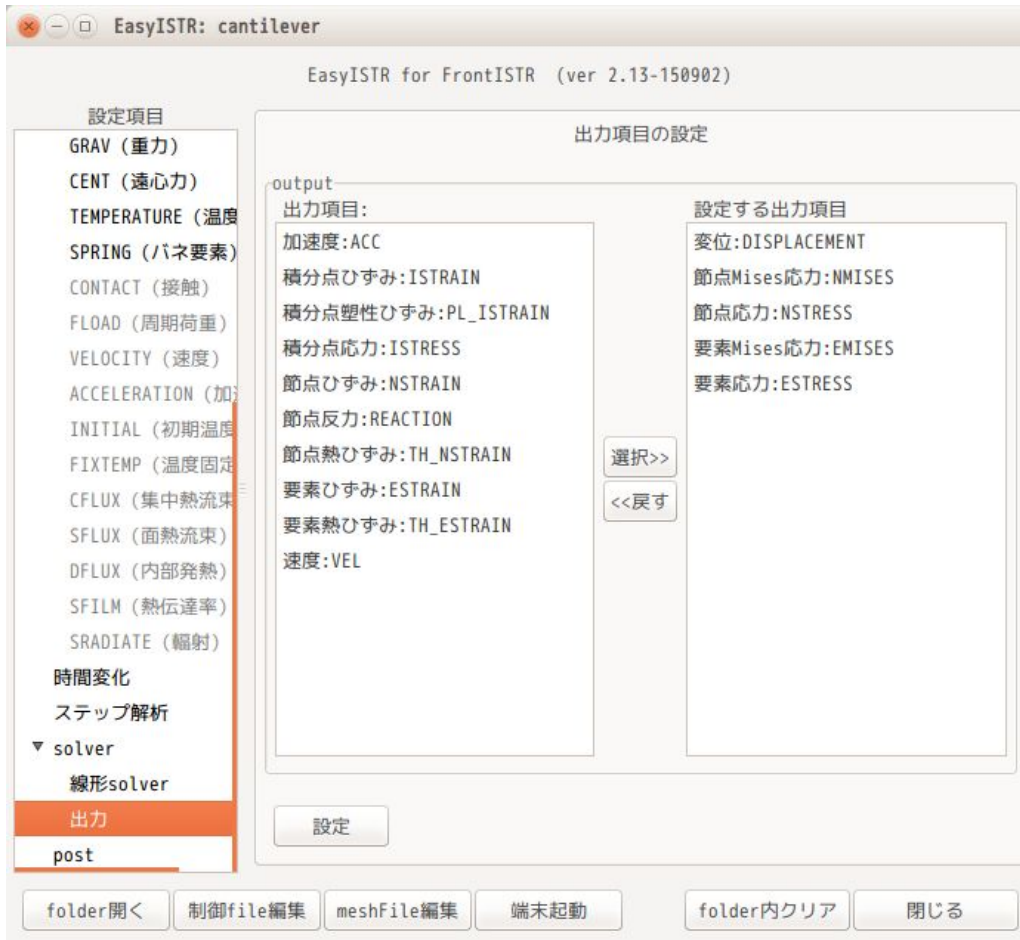 EasyISTR: cantilever
EasyISTR for FrontISTR (ver 2.13-150902)
設定項目
GRAV (重力)
CENT (遠心力)
TEMPERATURE (温度
SPRING (バネ要素)
CONTACT (接触)
FLOAD (周期荷重)
VELOCITY (速度)
ACCELERATION (加速
INITIAL (初期温度
FIXTEMP (温度固定
CFLUX (集中熱流束
SFLUX (面熱流束)
DFLUX (内部発熱)
SFILM (熱伝達率)
SRADIATE (輻射)
時間変化
ステップ解析
solver
線形solver
出力
post
出力項目の設定
output
出力項目:
加速度:ACC
積分点ひずみ:ISTRAIN
積分点塑性ひずみ:PL_ISTRAIN
積分点応力:ISTRESS
節点ひずみ:NSTRAIN
節点反力:REACTION
節点熱ひずみ:TH_NSTRAIN
要素ひずみ:ESTRAIN
要素熱ひずみ:TH_ESTRAIN
速度:VEL
選択>>
<<戻す
設定する出力項目
変位:DISPLACEMENT
節点Mises応力:NMISES
節点応力:NSTRESS
要素Mises応力:EMISES
要素応力:ESTRESS
設定
folder開く
制御file編集
meshFile編集
端末起動
folder内クリア
閉じる